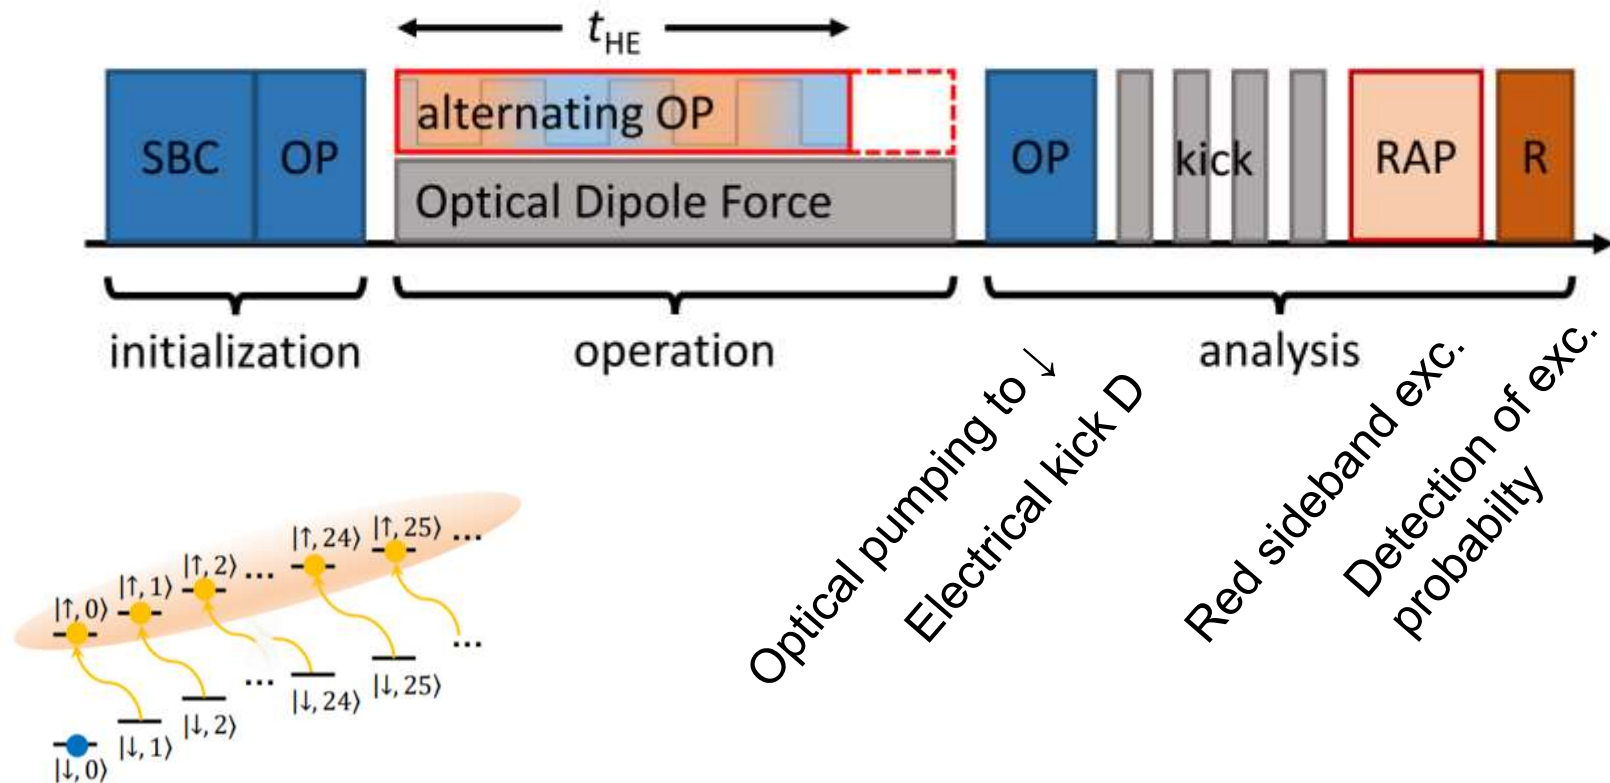 tHE
alternating OP
SBC
OP
Optical Dipole Force
OP
kick
RAP
R
initialization
operation
analysis
Optical pumping to ↓
Electrical kick D
Red sideband exc.
Detection of exc.
probabilty
|↑, 0⟩
|↑, 1⟩
|↑, 2⟩
...
|↑, 24⟩
|↑, 25⟩
...
|↓, 0⟩
|↓, 1⟩
|↓, 2⟩
...
|↓, 24⟩
|↓, 25⟩
...